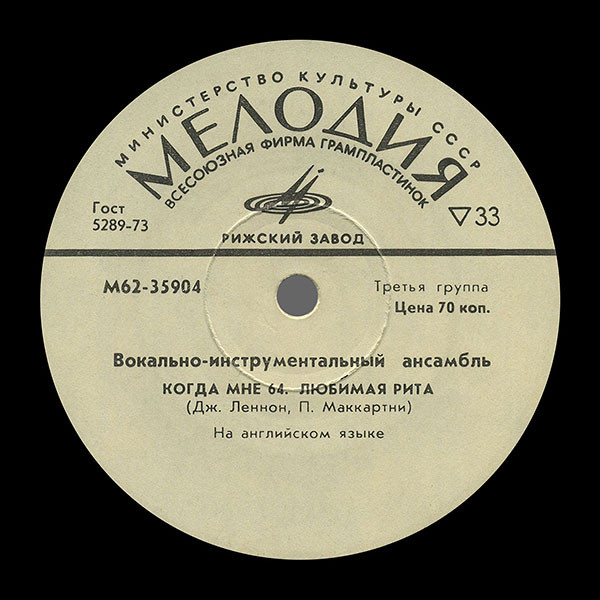 МИНИСТЕРСТВО КУЛЬТУРЫ СССР
МЕЛОДИЯ
ВСЕСОЮЗНАЯ ФИРМА ГРАМПЛАСТИНОК
Гост
5289-73
▽33
РИЖСКИЙ ЗАВОД
М62-35904
Третья группа
Цена 70 коп.
Вокально-инструментальный ансамбль
КОГДА МНЕ 64. ЛЮБИМАЯ РИТА
(Дж. Леннон, П. Маккартни)
На английском языке